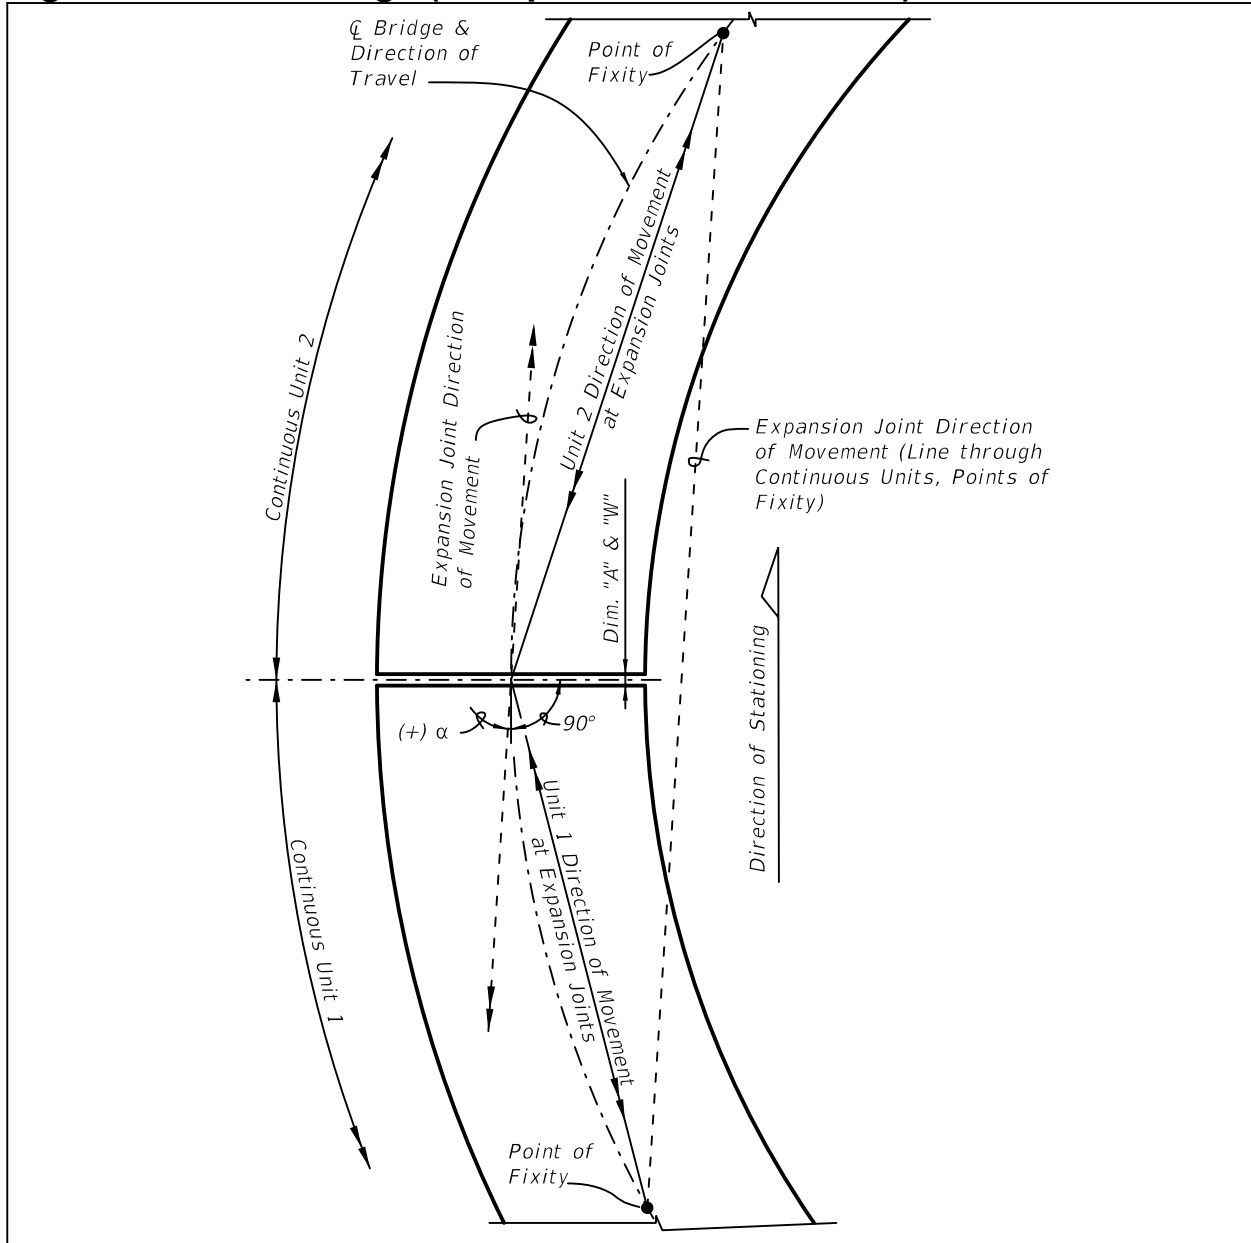 ℄ Bridge &
Direction of
Travel
Point of
Fixity
Continuous Unit 2
Expansion Joint Direction
of Movement
Unit 2 Direction of Movement
at Expansion Joints
Expansion Joint Direction
of Movement (Line through
Continuous Units, Points of
Fixity)
Dim. "A" & "W"
Direction of Stationing
(+) α
90°
Continuous Unit 1
Unit 1 Direction of Movement
at Expansion Joints
Point of
Fixity